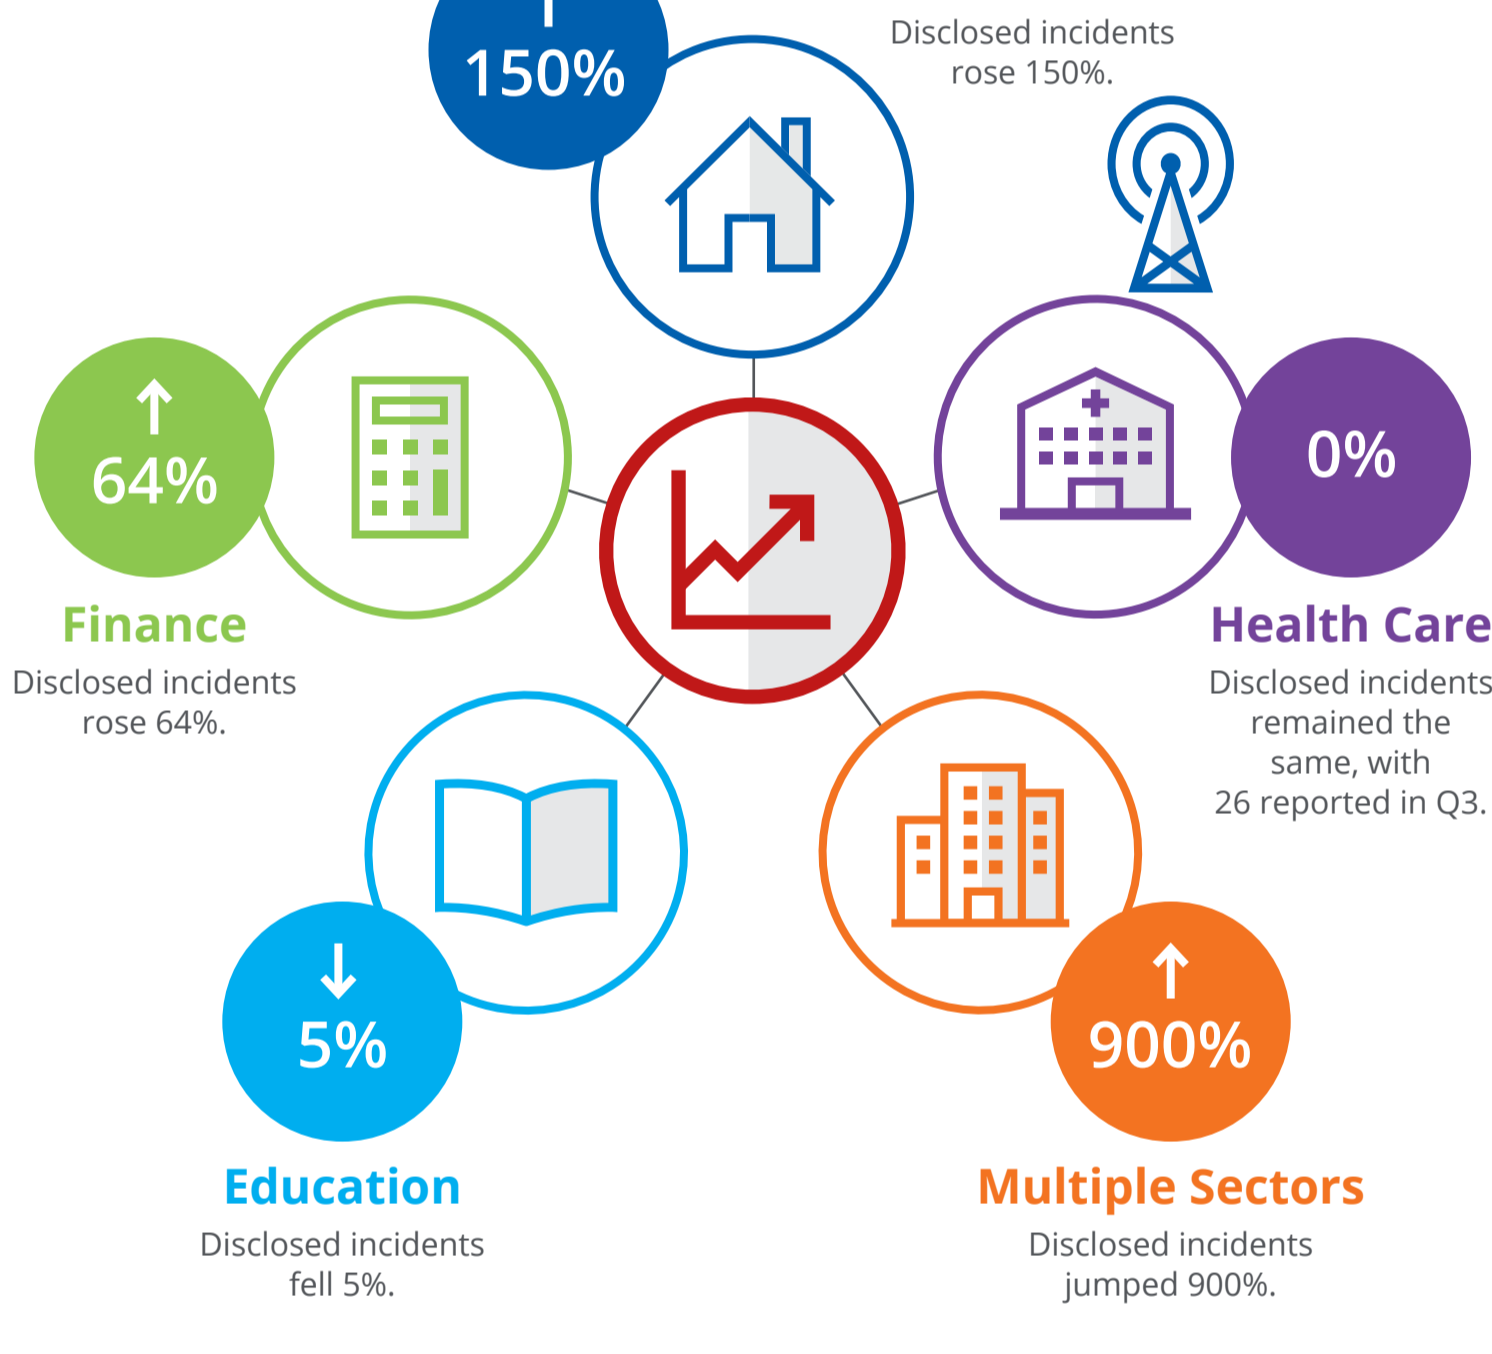 150%
Disclosed incidents
rose 150%.
64%
Finance
Disclosed incidents
rose 64%.
0%
Health Care
Disclosed incidents
remained the
same, with
26 reported in Q3.
5%
Education
Disclosed incidents
fell 5%.
900%
Multiple Sectors
Disclosed incidents
jumped 900%.